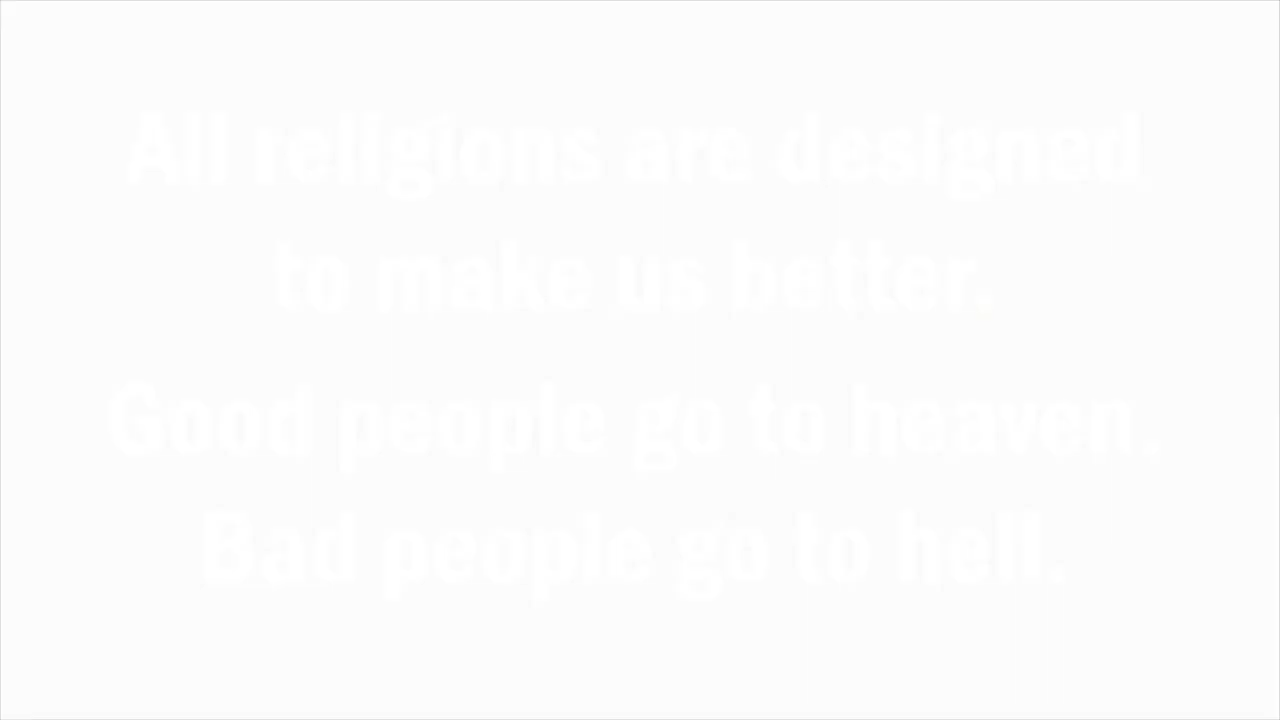 All religions are designed
to make us better.
Good people go to heaven.
Bad people go to hell.